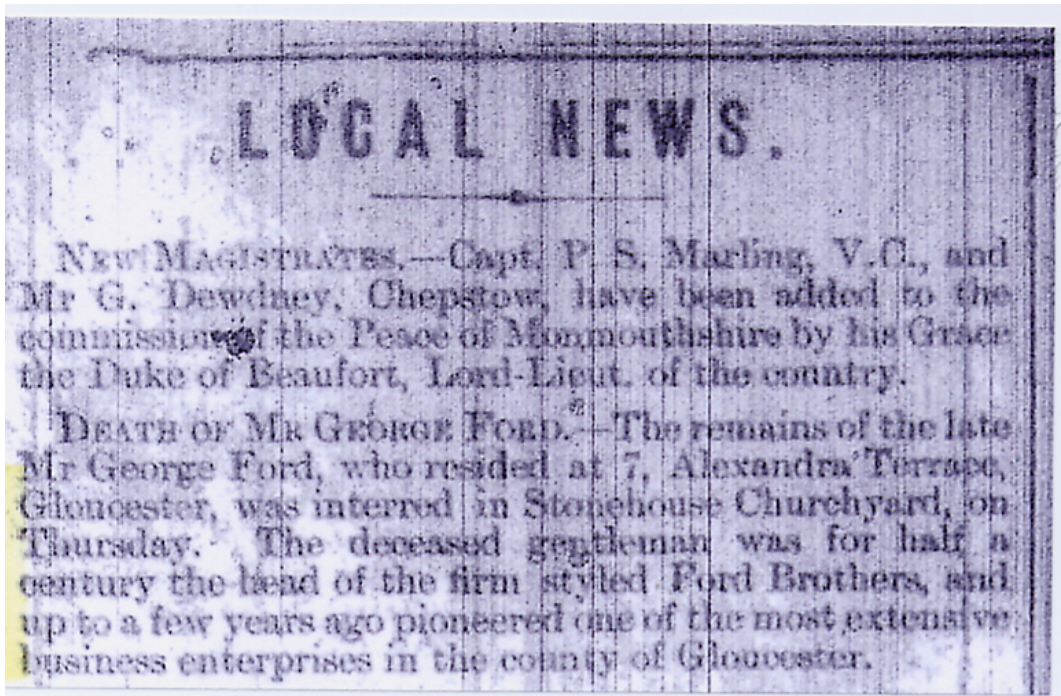 LOCAL NEWS.
NEW MAGISTRATES.—Capt. P. S. Marling, V.C., and
Mr G. Dewdney, Chepstow, have been added to the
commission of the Peace of Monmouthshire by his Grace
the Duke of Beaufort, Lord-Lieut. of the country.
DEATH OF MR GEORGE FORD.—The remains of the late
Mr George Ford, who resided at 7, Alexandra Terrace,
Gloucester, was interred in Stonehouse Churchyard, on
Thursday. The deceased gentleman was for half a
century the head of the firm styled Ford Brothers, and
up to a few years ago pioneered one of the most extensive
business enterprises in the county of Gloucester.